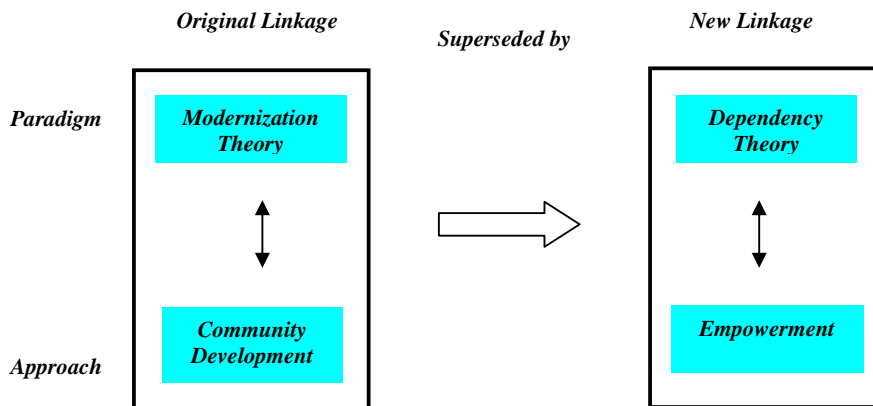 Original Linkage
Superseded by
New Linkage
Paradigm
Modernization
Theory
Dependency
Theory
Community
Development
Empowerment
Approach